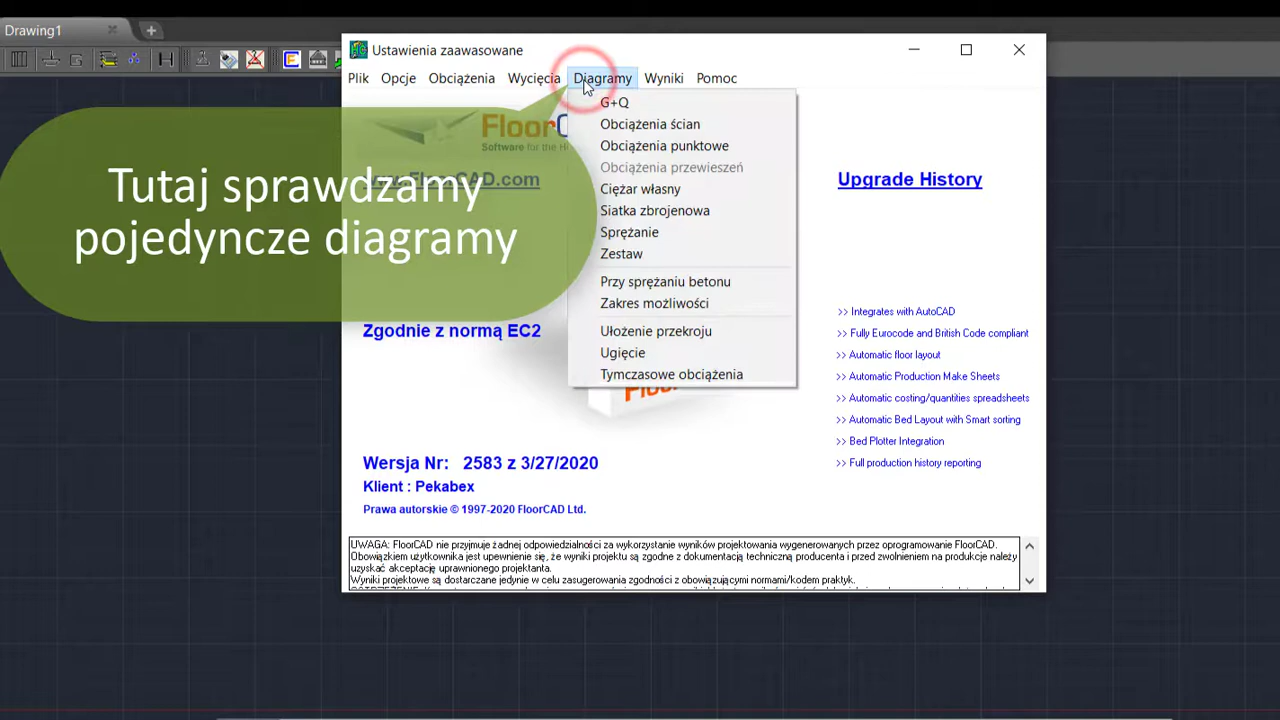 Drawing1
Ustawienia zaawasowane
Plik Opcje Obciążenia Wycięcia Diagramy Wyniki Pomoc
G+Q
Obciążenia ścian
Obciążenia punktowe
Obciążenia przewieszeń
Ciężar własny
Siatka zbrojenowa
Sprężanie
Zestaw
Przy sprężaniu betonu
Zakres możliwości
Ułożenie przekroju
Ugięcie
Tymczasowe obciążenia
Tutaj sprawdzamy
pojedyncze diagramy
Software for the
Upgrade History
Zgodnie z normą EC2
>> Integrates with AutoCAD
>> Fully Eurocode and British Code compliant
>> Automatic floor layout
>> Automatic Production Make Sheets
>> Automatic costing/quantities spreadsheets
>> Automatic Bed Layout with Smart sorting
>> Bed Plotter Integration
>> Full production history reporting
Wersja Nr: 2583 z 3/27/2020
Klient : Pekabex
Prawa autorskie © 1997-2020 FloorCAD Ltd.
UWAGA: FloorCAD nie przyjmuje żadnej odpowiedzialności za wykorzystanie wyników projektowania wygenerowanych przez oprogramowanie FloorCAD.
Obowiązkiem użytkownika jest upewnienie się, że wyniki projektu są zgodne z dokumentacją techniczną producenta i przed zwolnieniem na produkcje należy
uzyskać akceptację uprawnionego projektanta.
Wyniki projektowe są dostarczane jedynie w celu zasugerowania zgodności z obowiązującymi normami/kodem praktyk.